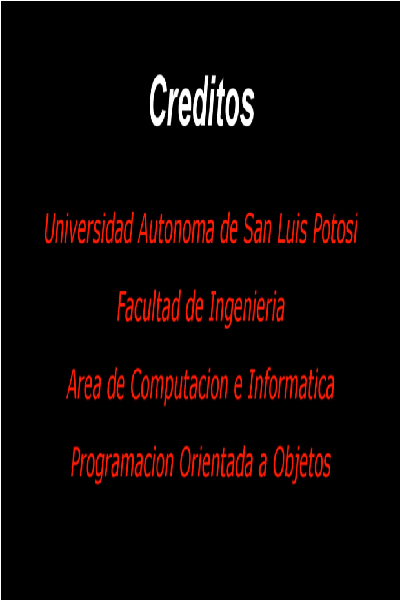 Creditos
Universidad Autonoma de San Luis Potosi
Facultad de Ingenieria
Area de Computacion e Informatica
Programacion Orientada a Objetos